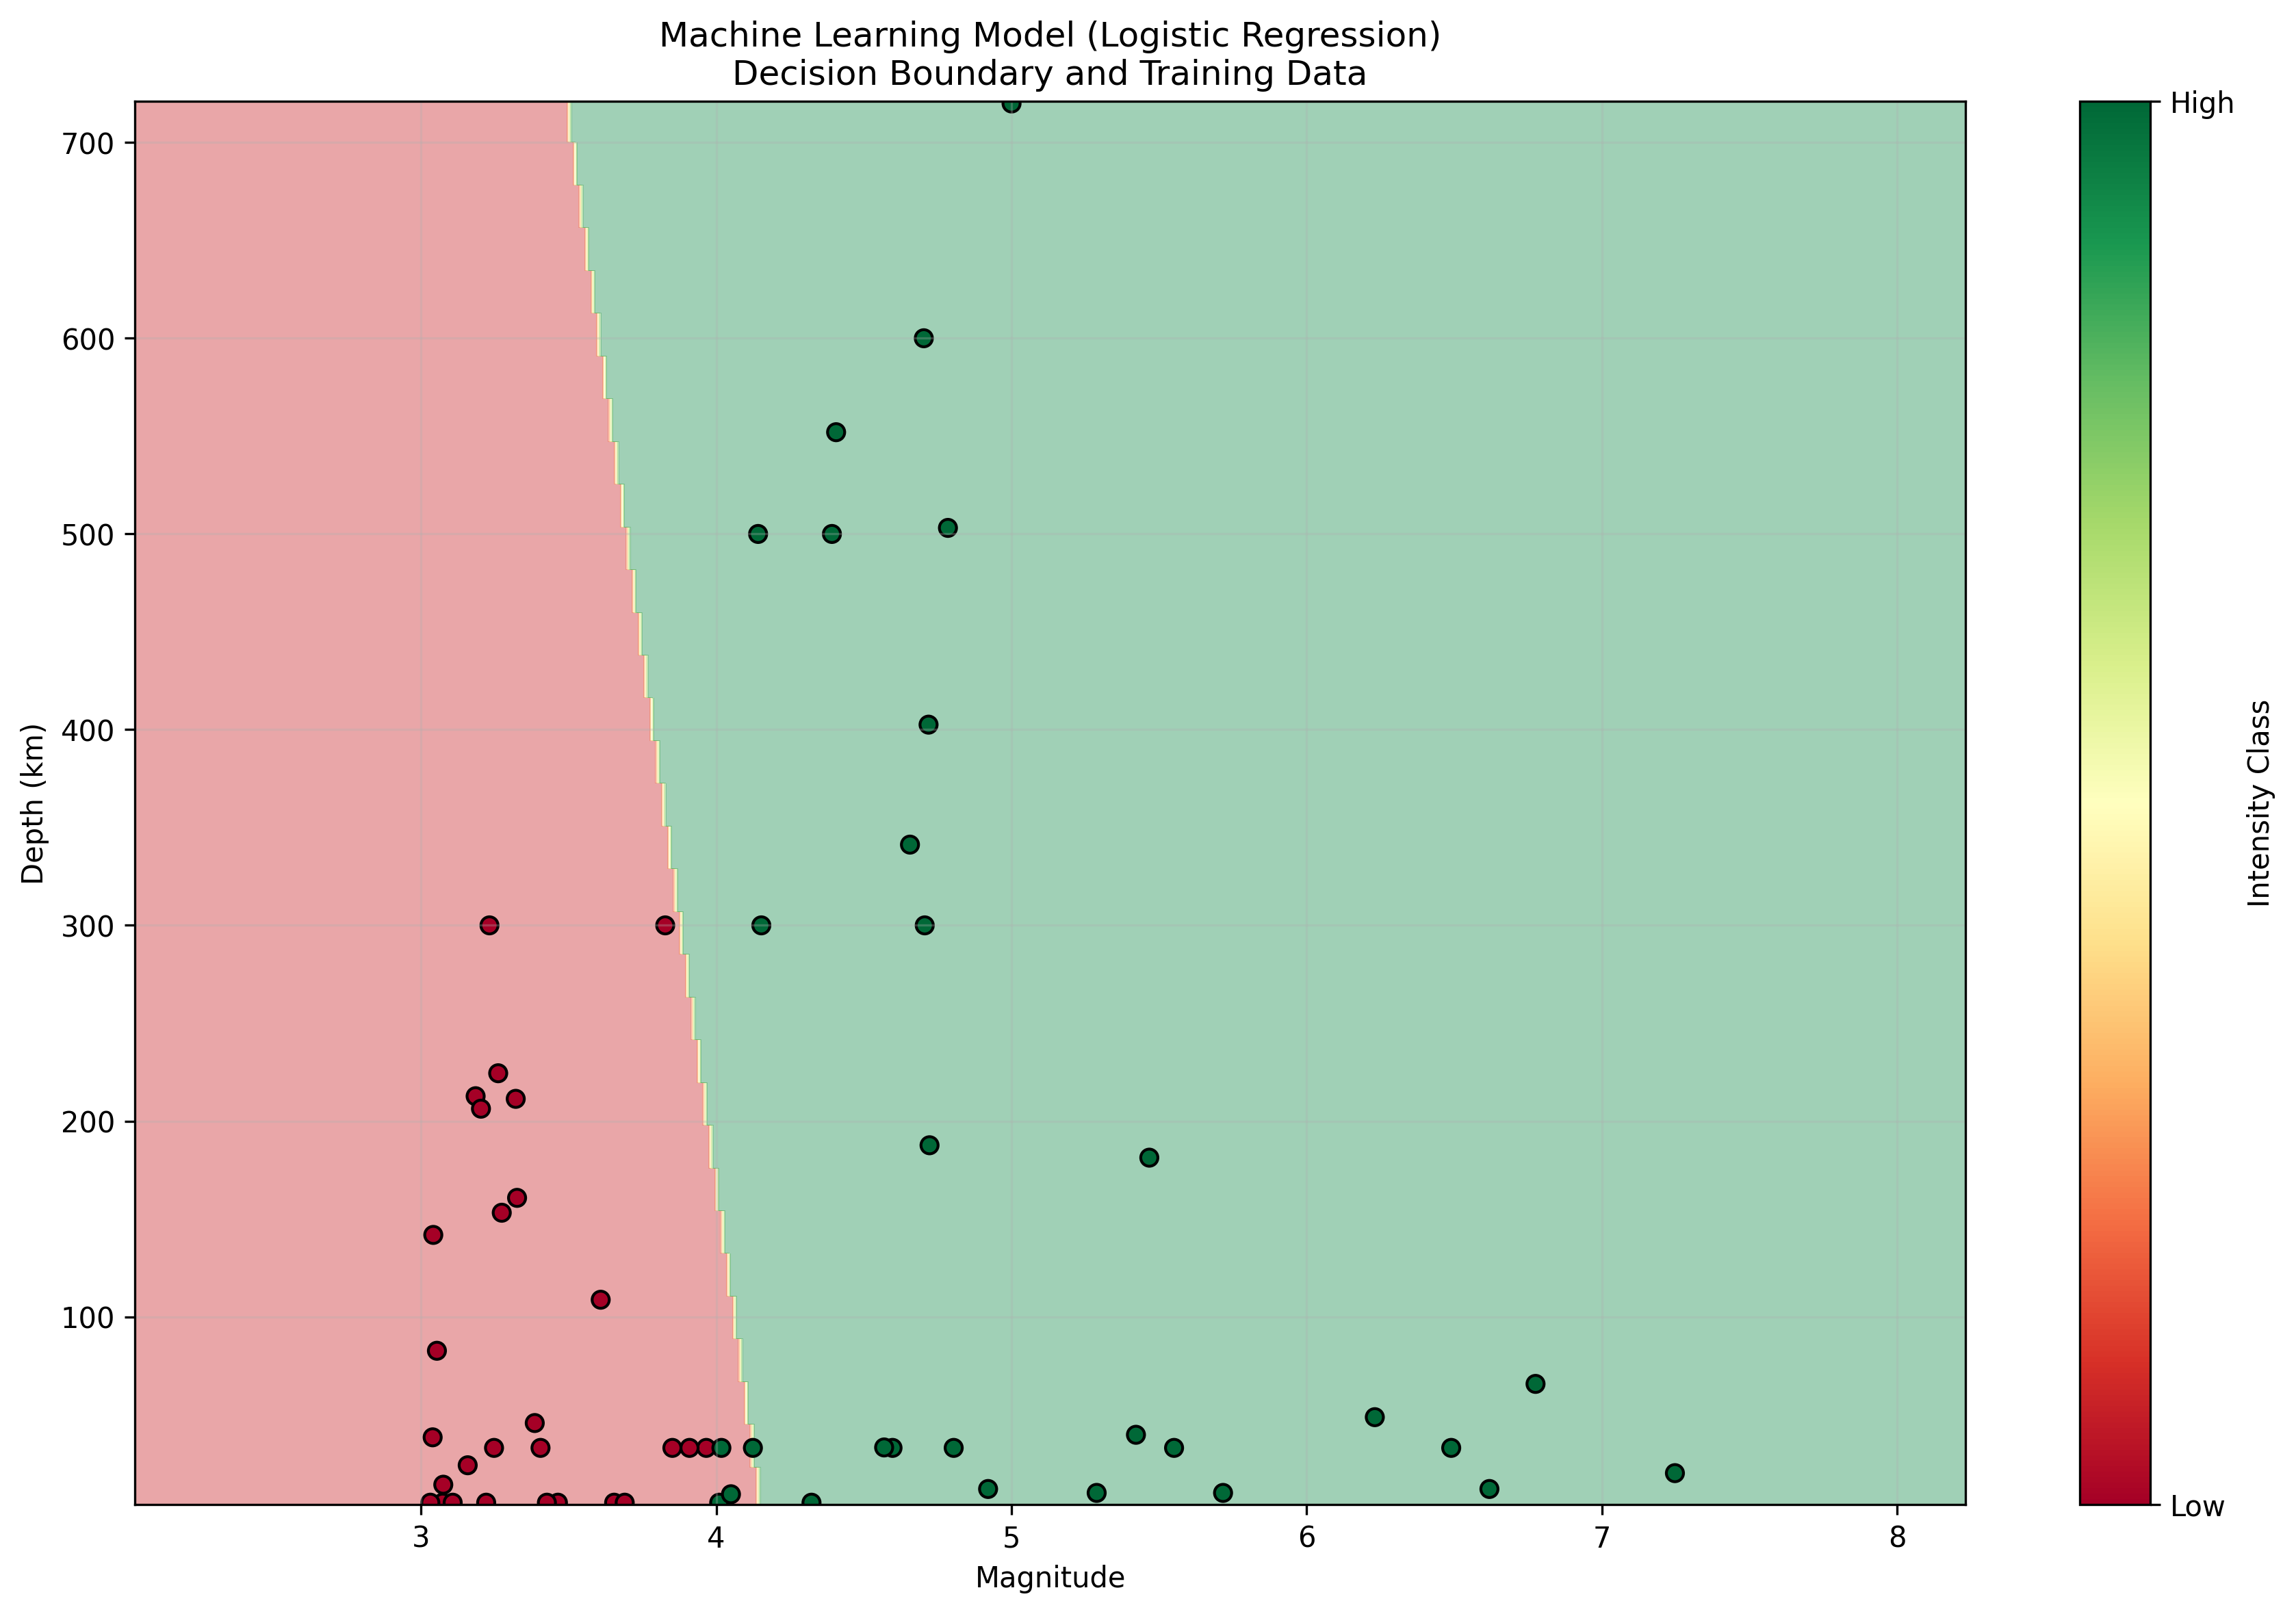 Machine Learning Model (Logistic Regression)
Decision Boundary and Training Data
High
700
600
500
400
300
200
100
Depth (km)
Intensity Class
Low
3 4 5 6 7 8
Magnitude